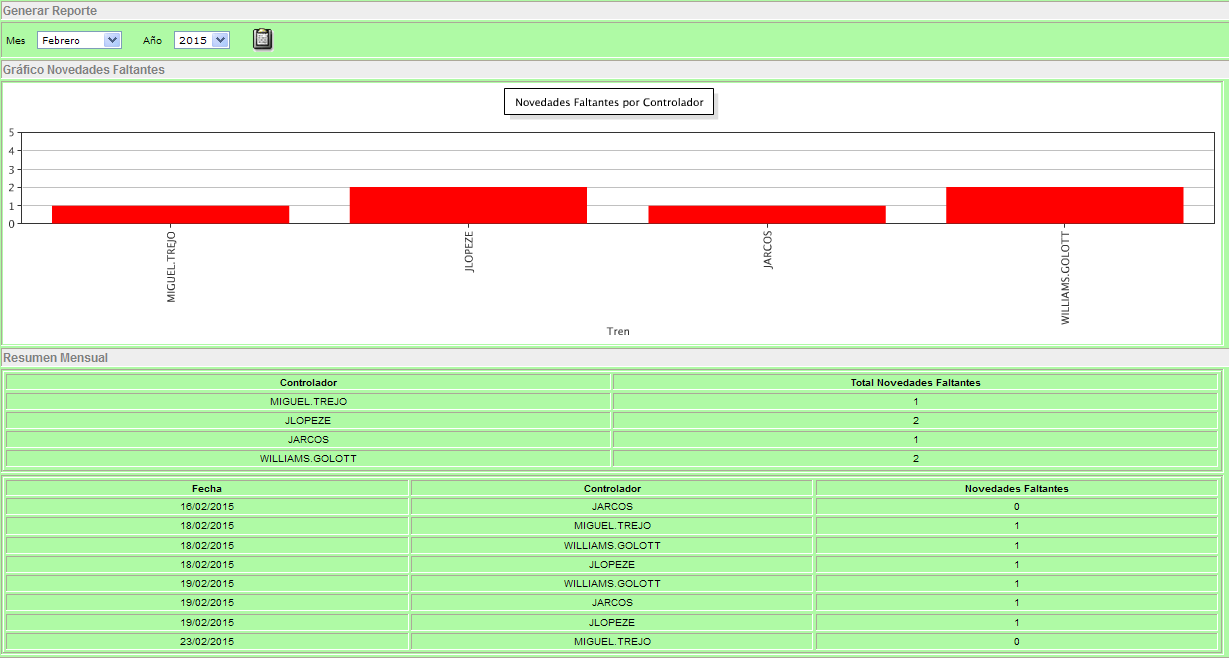 Generar Reporte
Mes Febrero Año 2015
Gráfico Novedades Faltantes
Novedades Faltantes por Controlador
5
4
3
2
1
0
MIGUEL.TREJO
JLOPEZE
JARCOS
WILLIAMS.GOLOTT
Tren
Resumen Mensual
Controlador Total Novedades Faltantes
MIGUEL.TREJO 1
JLOPEZE 2
JARCOS 1
WILLIAMS.GOLOTT 2
Fecha Controlador Novedades Faltantes
16/02/2015 JARCOS 0
18/02/2015 MIGUEL.TREJO 1
18/02/2015 WILLIAMS.GOLOTT 1
18/02/2015 JLOPEZE 1
19/02/2015 WILLIAMS.GOLOTT 1
19/02/2015 JARCOS 1
19/02/2015 JLOPEZE 1
23/02/2015 MIGUEL.TREJO 0